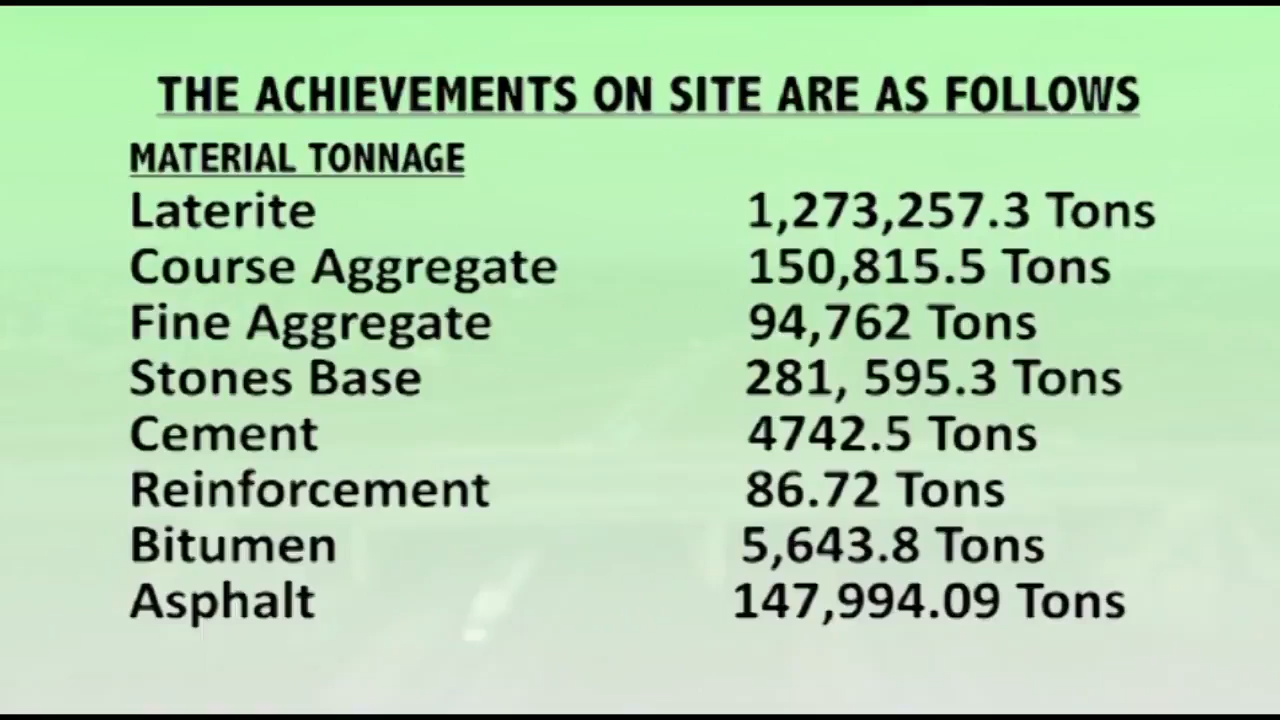 THE ACHIEVEMENTS ON SITE ARE AS FOLLOWS
MATERIAL TONNAGE
Laterite 1,273,257.3 Tons
Course Aggregate 150,815.5 Tons
Fine Aggregate 94,762 Tons
Stones Base 281, 595.3 Tons
Cement 4742.5 Tons
Reinforcement 86.72 Tons
Bitumen 5,643.8 Tons
Asphalt 147,994.09 Tons